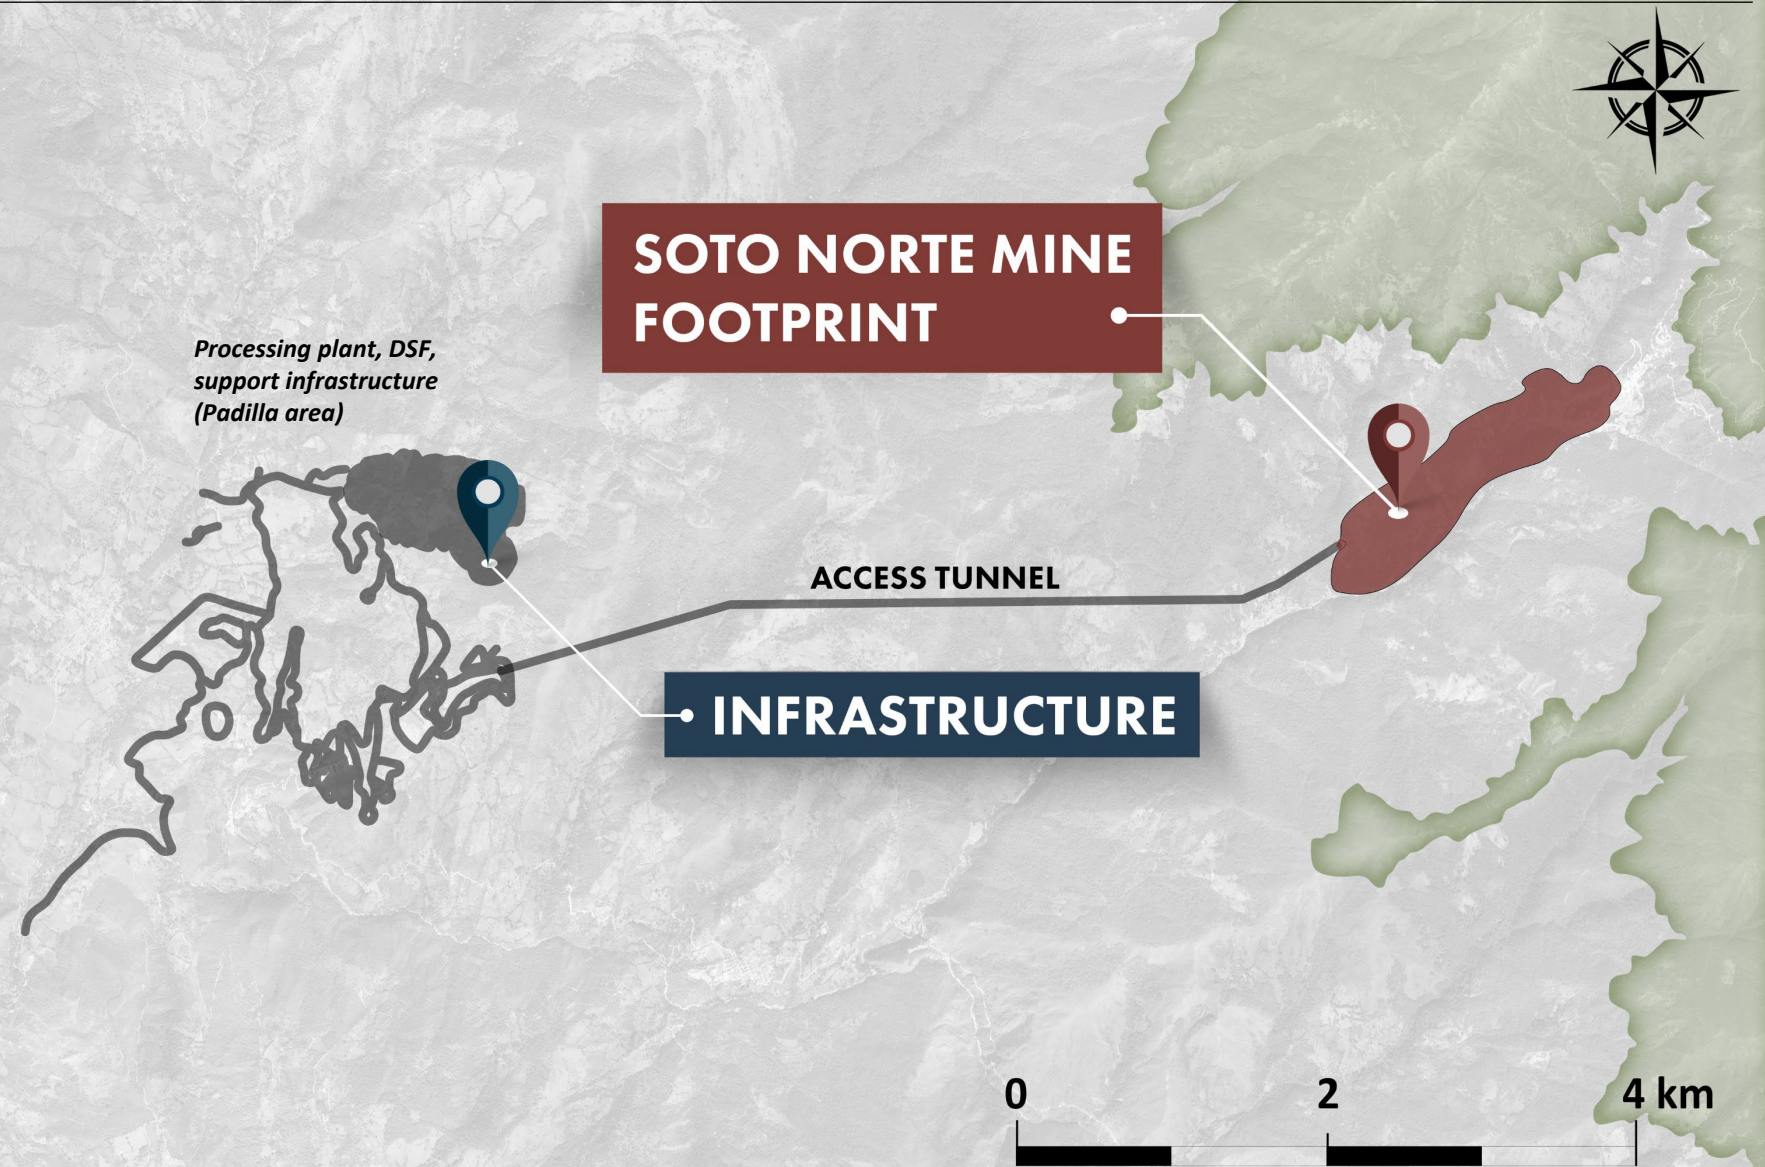 SOTO NORTE MINE
FOOTPRINT
Processing plant, DSF,
support infrastructure
(Padilla area)
ACCESS TUNNEL
INFRASTRUCTURE
0 2 4 km